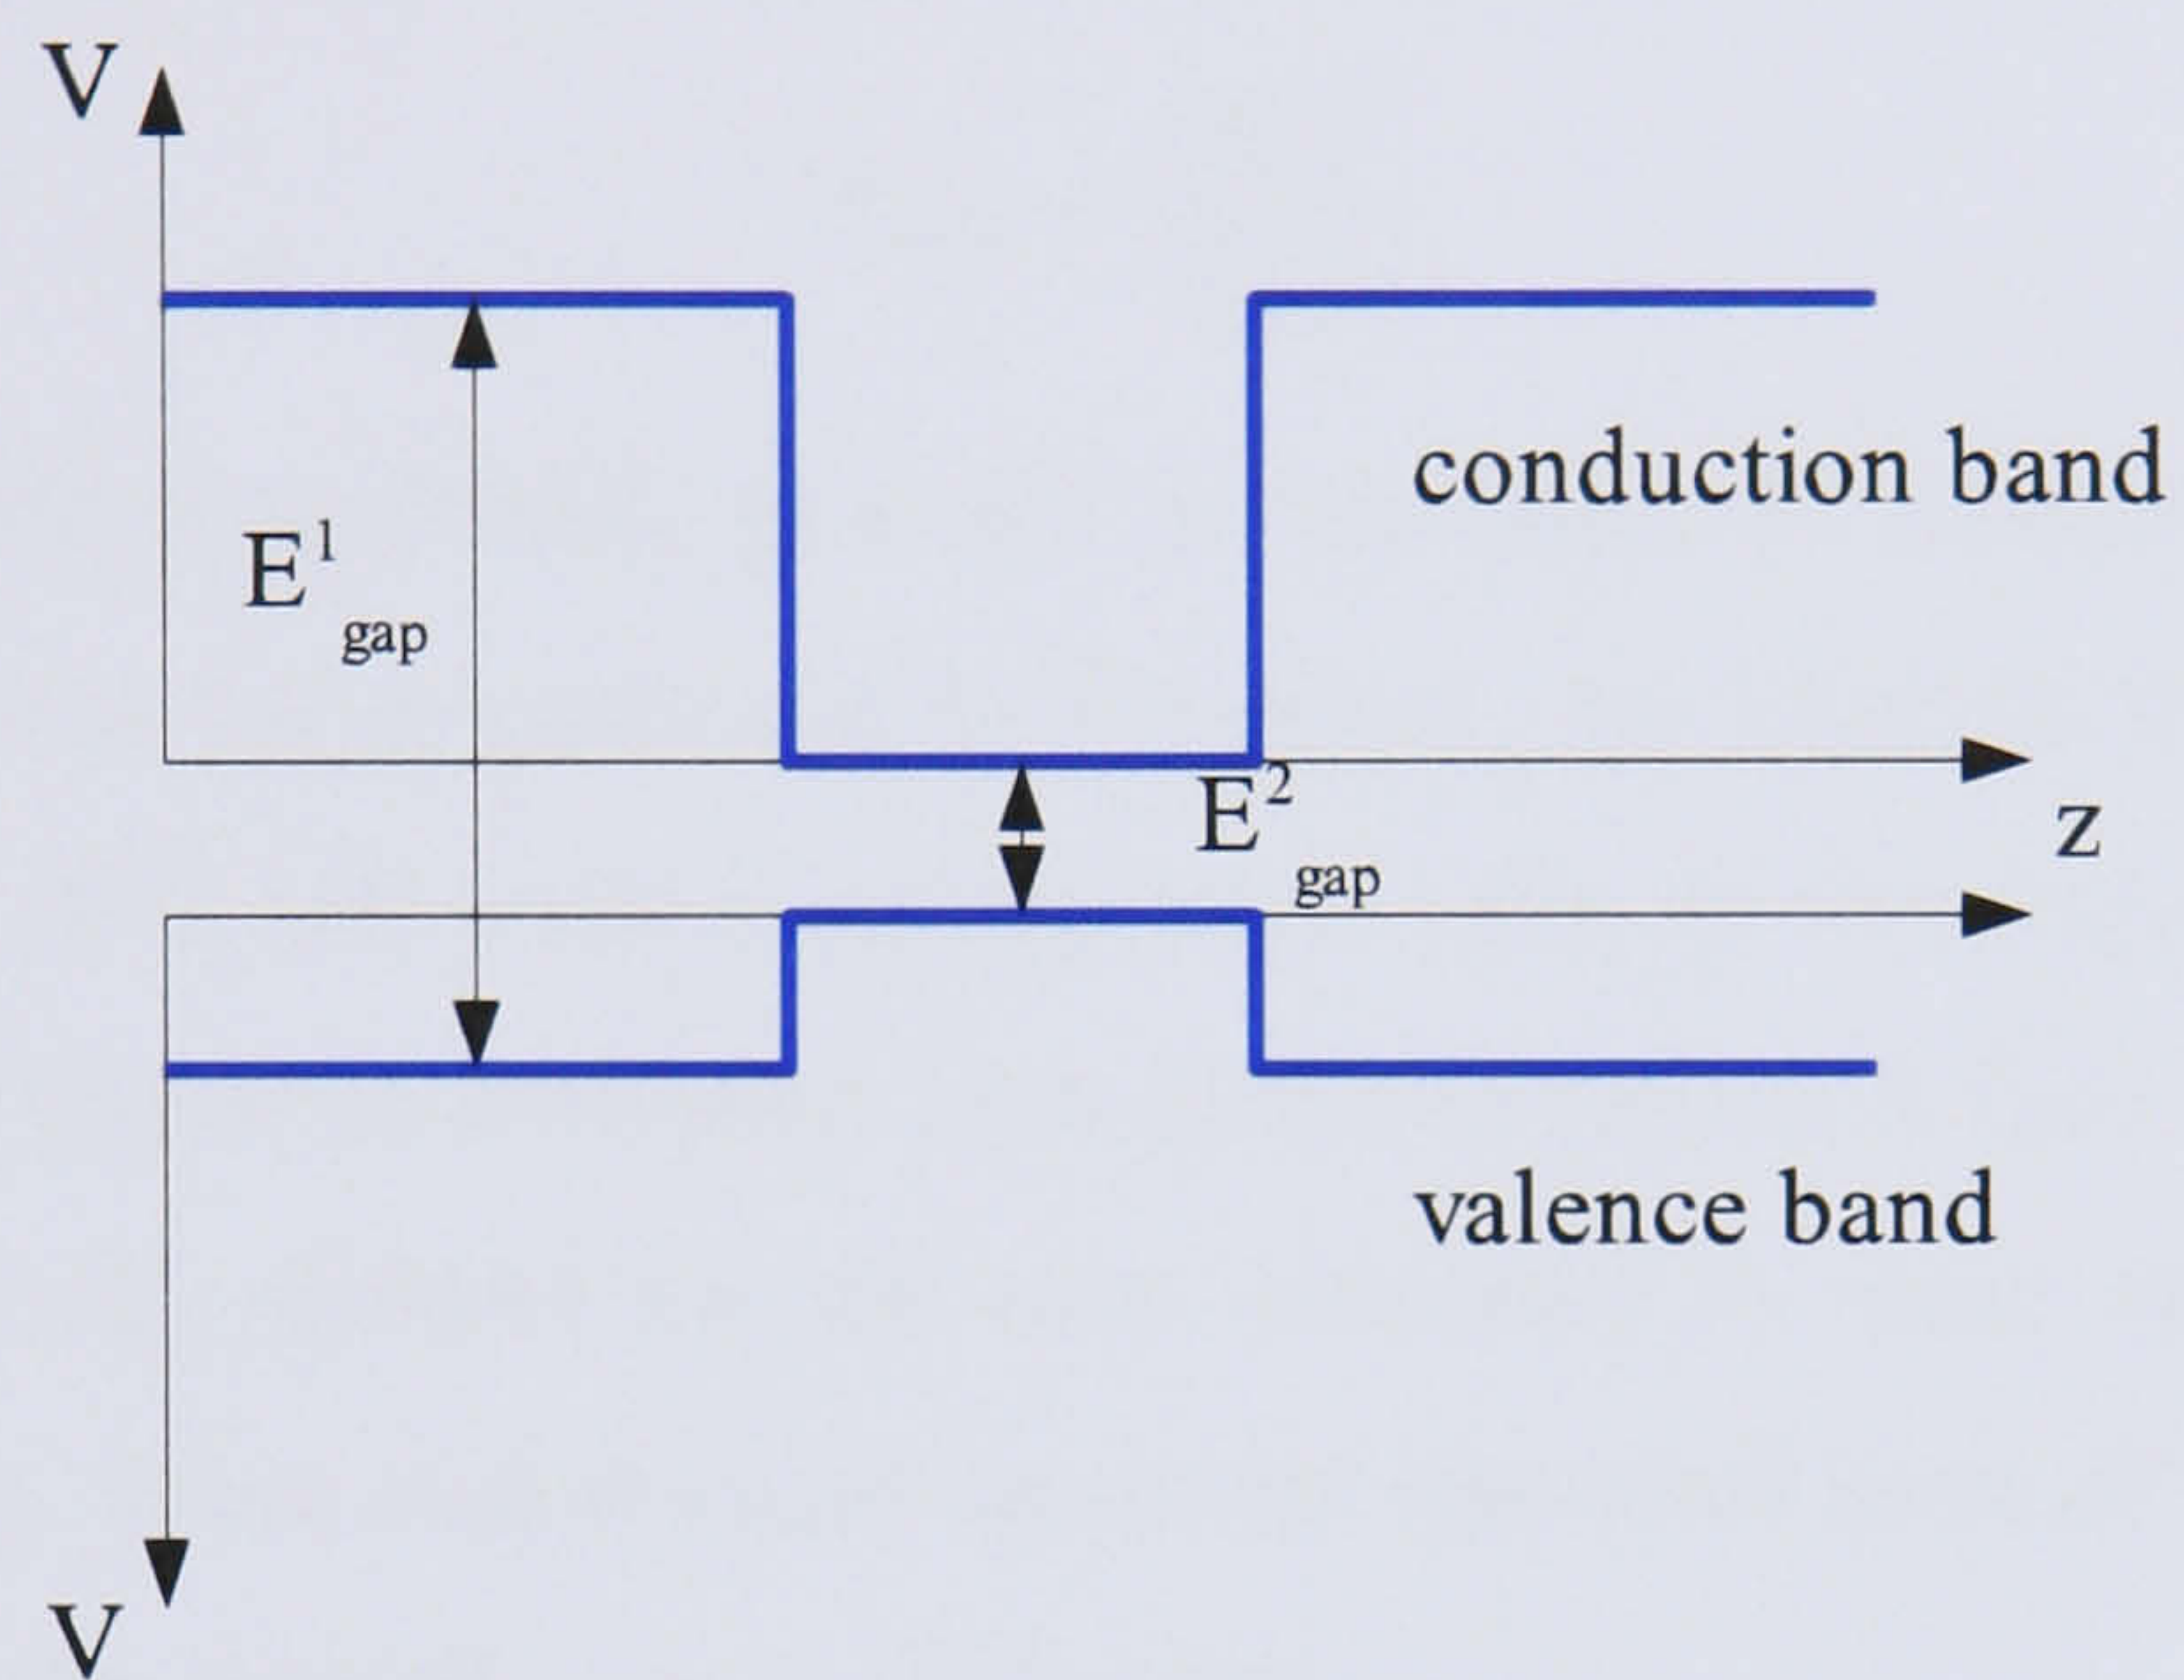 V
conduction band
E¹gap
E²gap
z
valence band
V